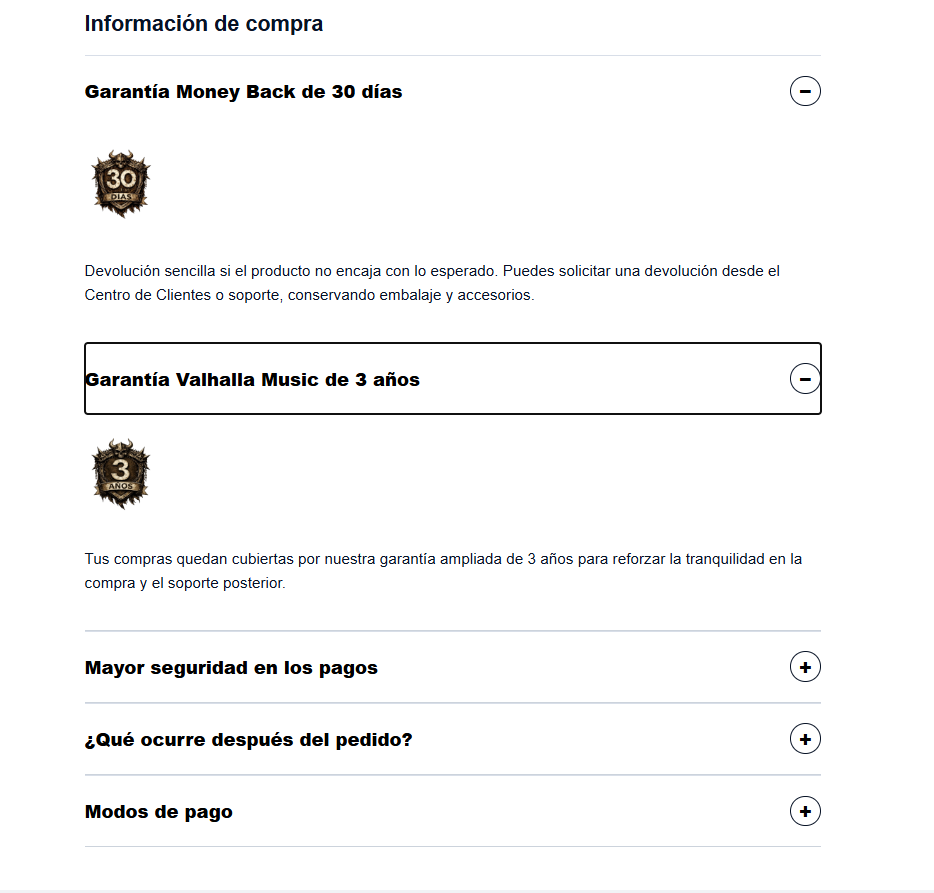 Información de compra
Garantía Money Back de 30 días
30
DIAS
Devolución sencilla si el producto no encaja con lo esperado. Puedes solicitar una devolución desde el
Centro de Clientes o soporte, conservando embalaje y accesorios.
Garantía Valhalla Music de 3 años
3
AÑOS
Tus compras quedan cubiertas por nuestra garantía ampliada de 3 años para reforzar la tranquilidad en la
compra y el soporte posterior.
Mayor seguridad en los pagos
¿Qué ocurre después del pedido?
Modos de pago